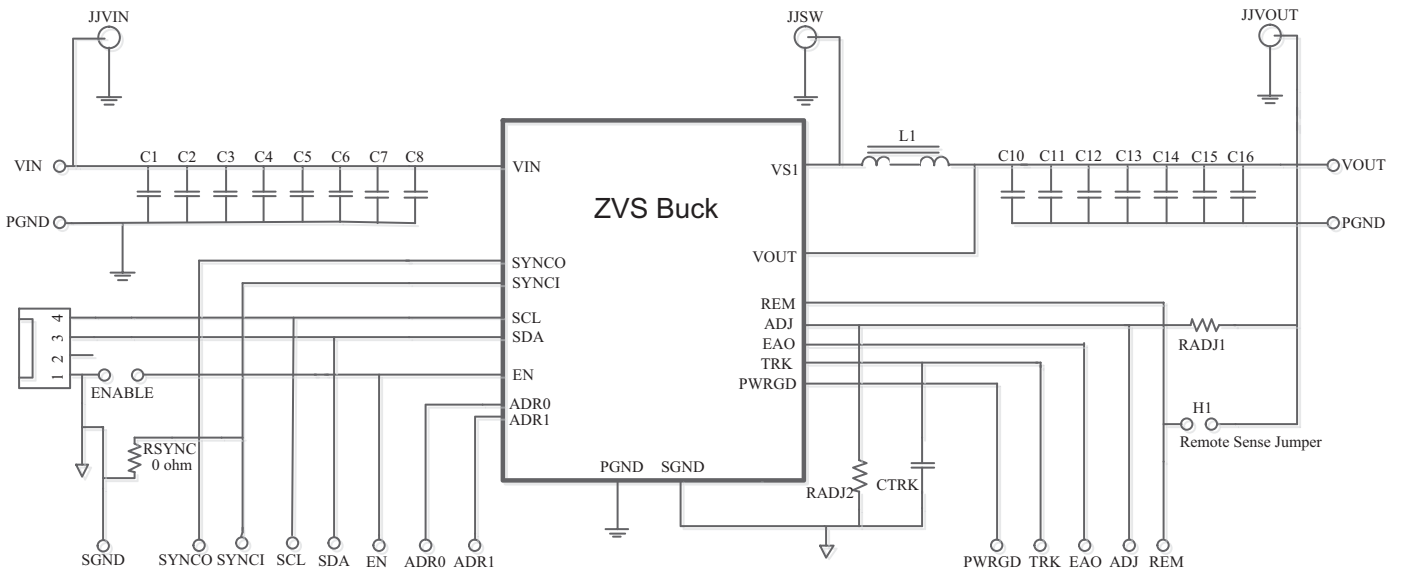 JJVIN
JJSW
JJVOUT
VIN
C1 C2 C3 C4 C5 C6 C7 C8
VIN
ZVS Buck
VS1
L1
C10 C11 C12 C13 C14 C15 C16
VOUT
PGND
PGND
VOUT
SYNCO
SYNCI
SCL
SDA
EN
ADR0
ADR1
REM
ADJ
EAO
TRK
PWRGD
RADJ1
4
3
2
1
ENABLE
H1
Remote Sense Jumper
RSYNC
0 ohm
PGND SGND
RADJ2
CTRK
SGND SYNCO SYNCI SCL SDA EN ADR0 ADR1
PWRGD TRK EAO ADJ REM